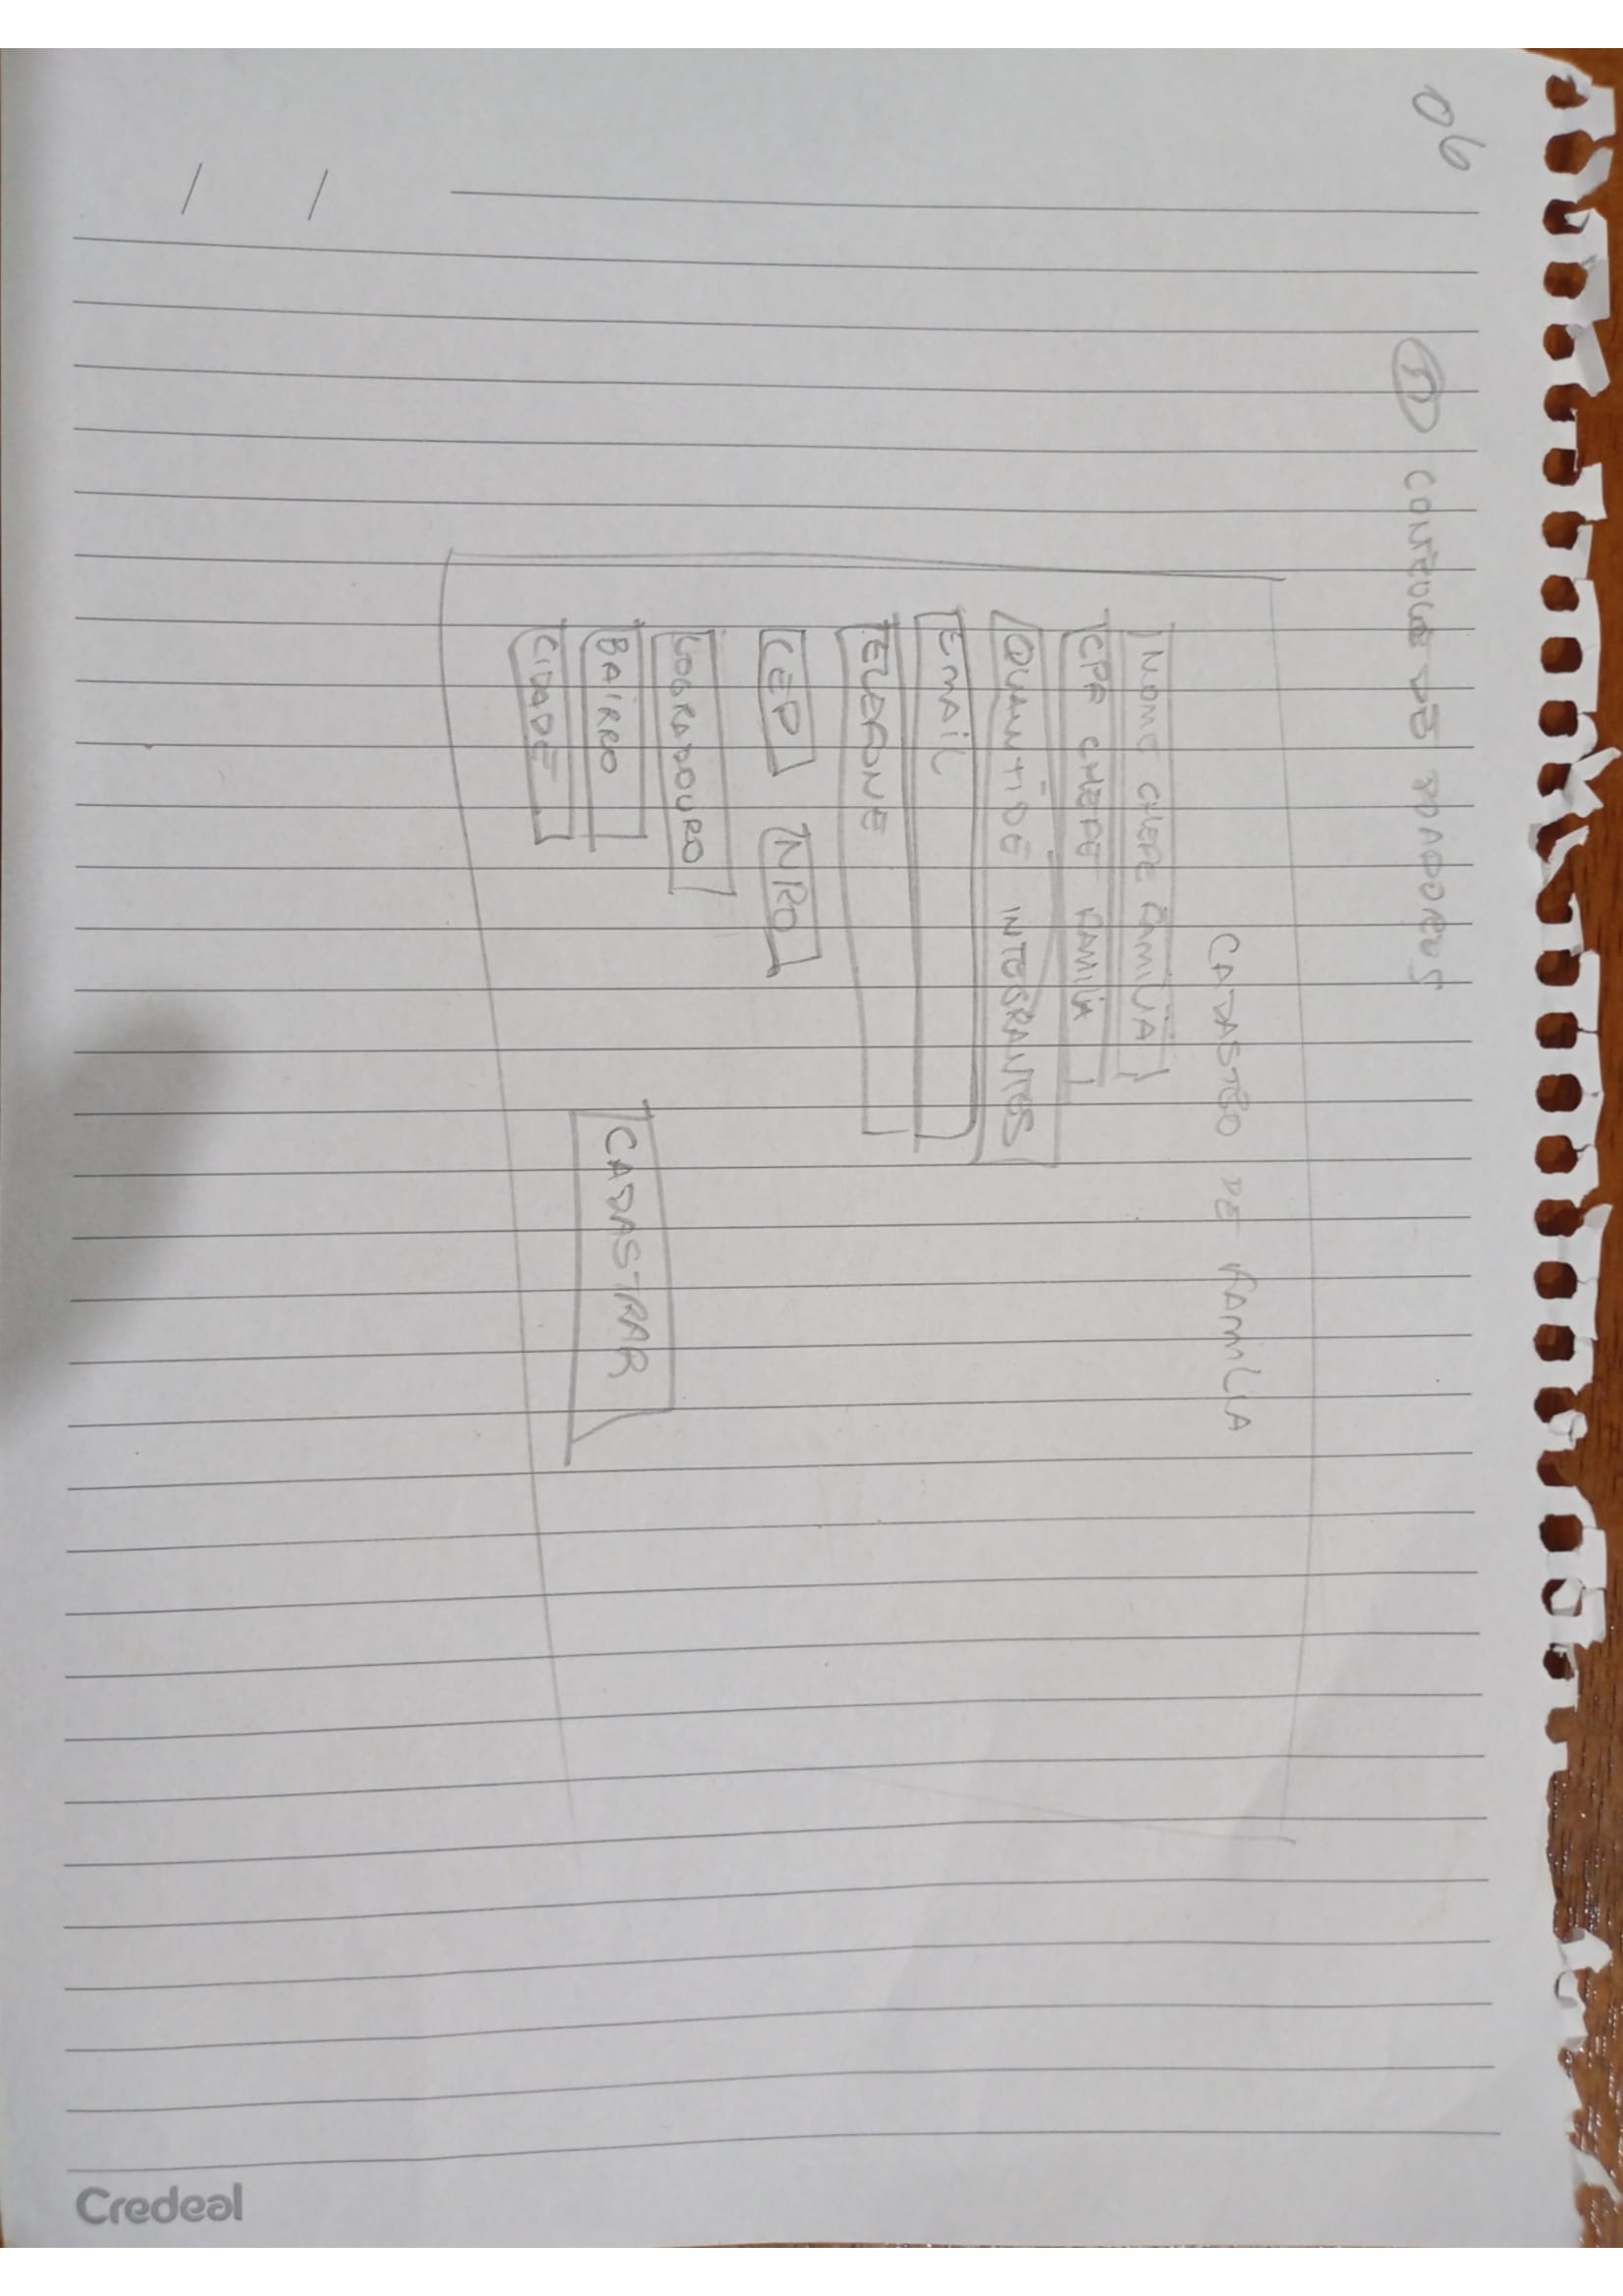 06
CONTROLE DE DOADORES
CADASTRO DE FAMILIA
NOME CHEFE FAMILIA
CPF CHEFE FAMILIA
QUANTIDE INTEGRANTES
EMAIL
TELEFONE
CEP NRO
LOGRADOURO
BAIRRO
CIDADE
CADASTRAR
/ /
Credeal